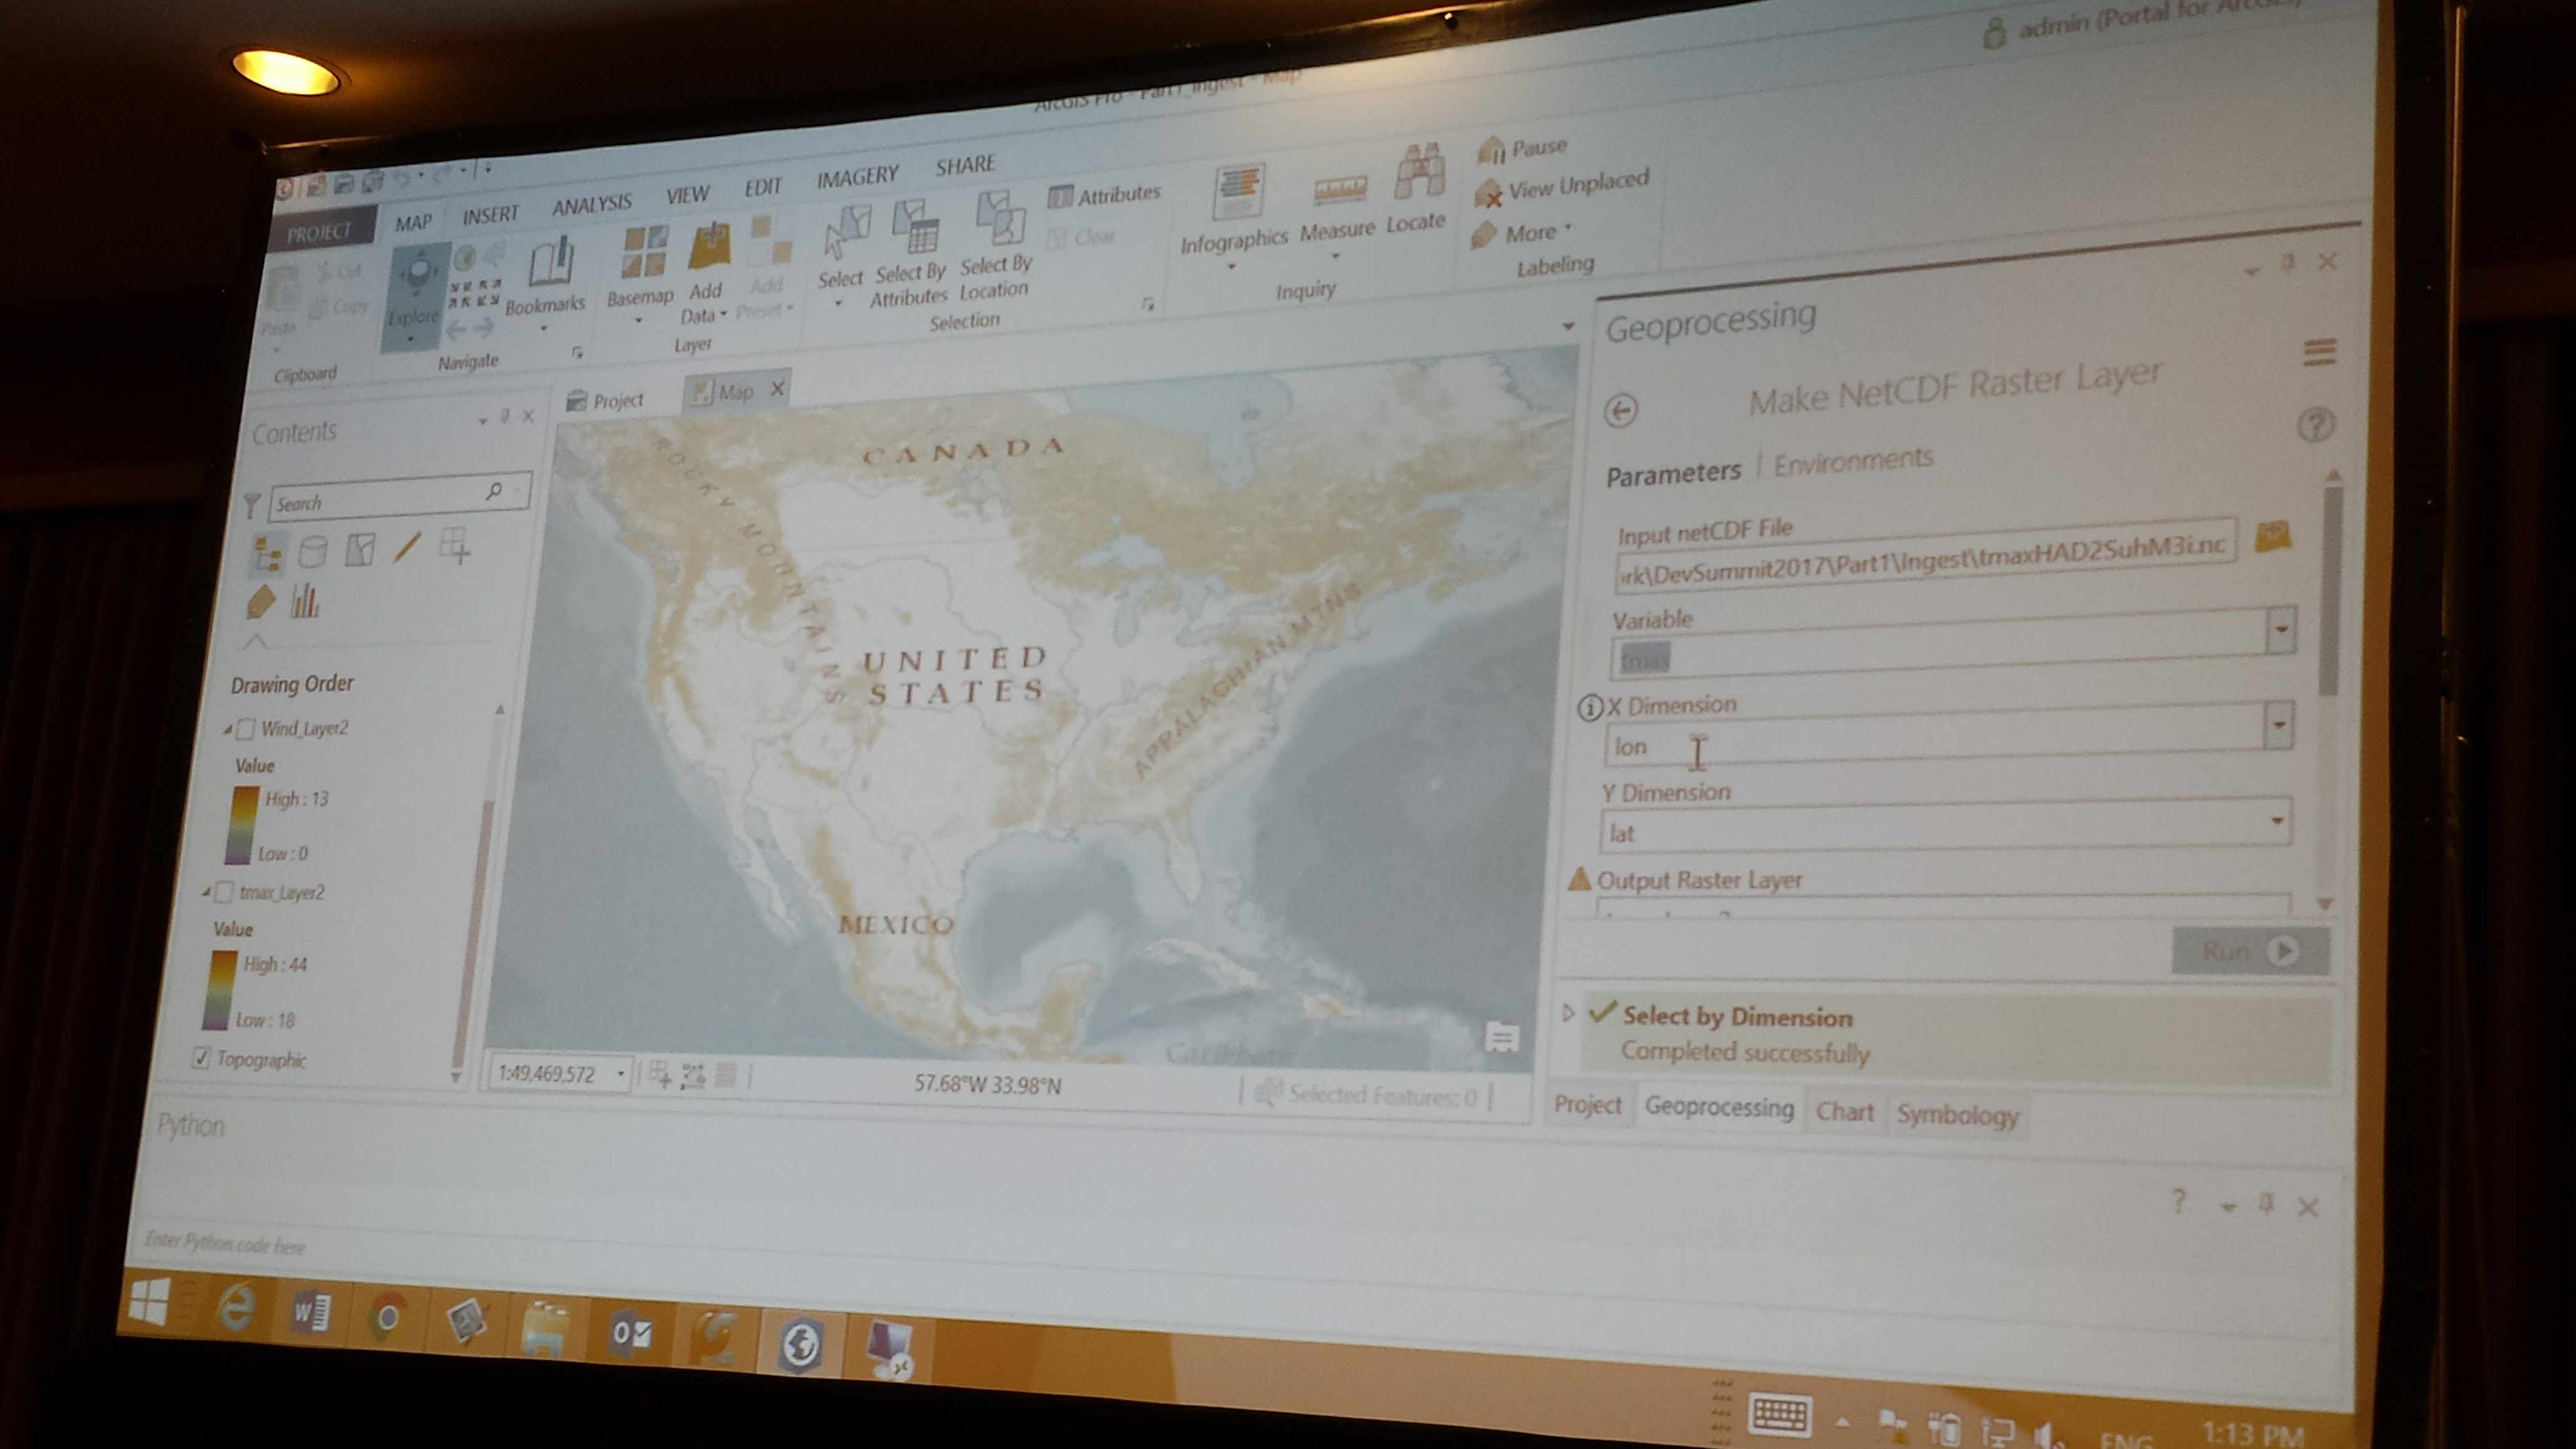 admin (Portal for ArcGIS)
ArcGIS Pro - Part1_Ingest - Map
PROJECT
MAP
INSERT
ANALYSIS
VIEW
EDIT
IMAGERY
SHARE
Paste
Cut
Copy
Clipboard
Explore
Bookmarks
Navigate
Basemap
Add Data
Add Preset
Layer
Select
Select By Attributes
Select By Location
Attributes
Clear
Selection
Infographics
Measure
Locate
Inquiry
Pause
View Unplaced
More
Labeling
Contents
Search
Drawing Order
Wind_Layer2
Value
High : 13
Low : 0
tmax_Layer2
Value
High : 44
Low : 18
Topographic
Project
Map
CANADA
ROCKY MOUNTAINS
UNITED
STATES
APPALACHIAN MTNS
MEXICO
Caribbean
1:49,469,572
57.68°W 33.98°N
Selected Features: 0
Geoprocessing
Make NetCDF Raster Layer
Parameters | Environments
Input netCDF File
rk\DevSummit2017\Part1\Ingest\tmaxHAD2SuhM3i.nc
Variable
tmax
X Dimension
lon
Y Dimension
lat
Output Raster Layer
Run
Select by Dimension
Completed successfully
Project
Geoprocessing
Chart
Symbology
Python
?
Enter Python code here
ENG
1:13 PM